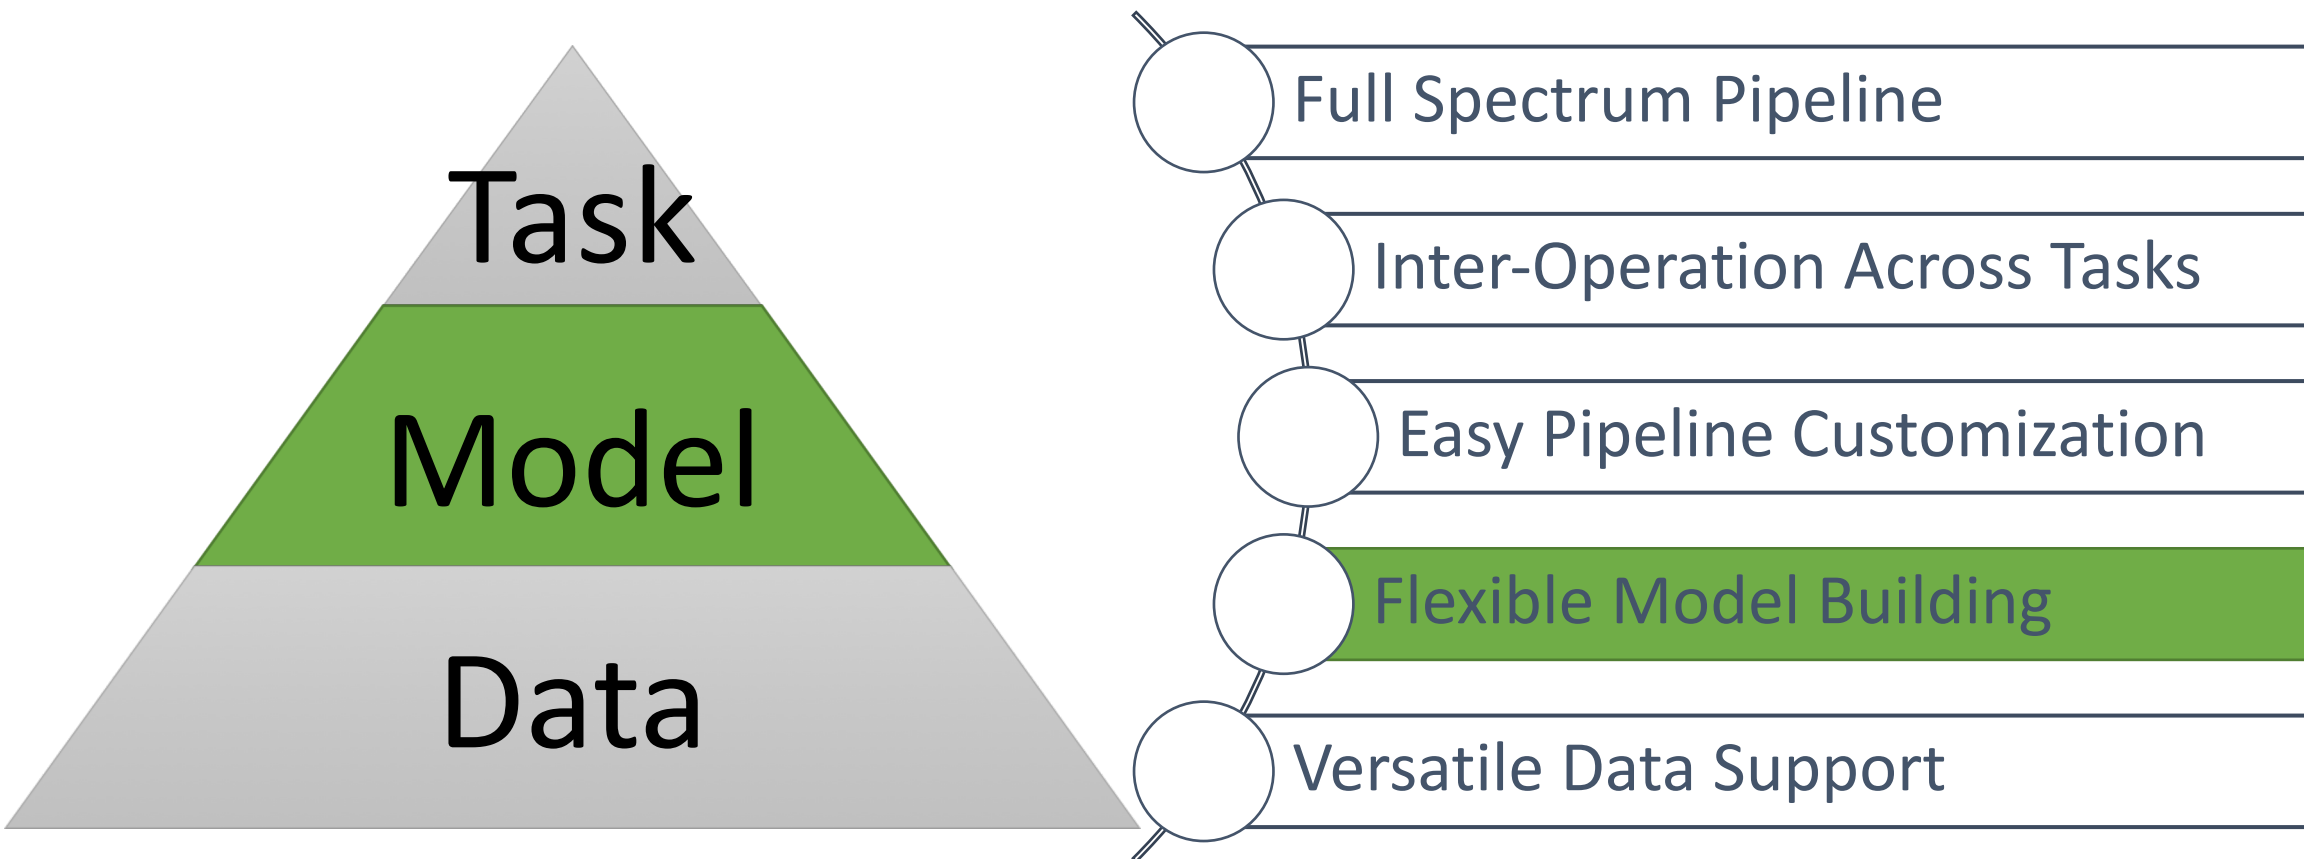 Task
Model
Data
Full Spectrum Pipeline
Inter-Operation Across Tasks
Easy Pipeline Customization
Flexible Model Building
Versatile Data Support